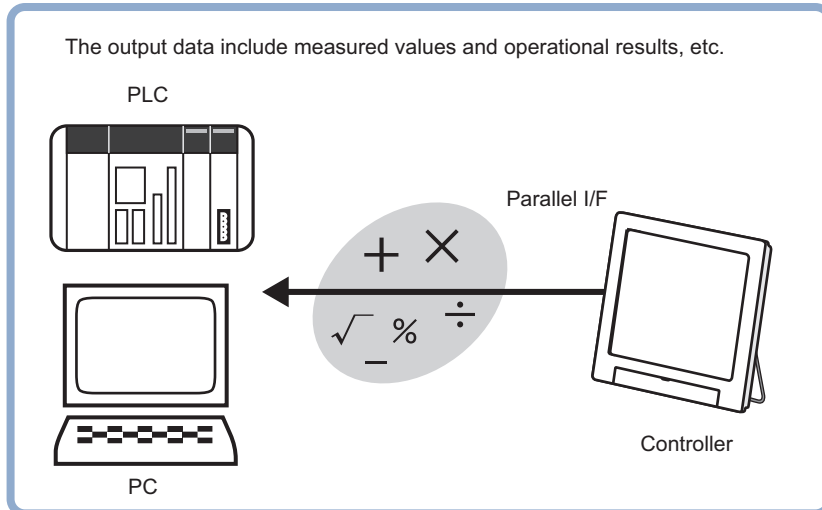 The output data include measured values and operational results, etc.
PLC
Parallel I/F
+ ×
√ % ÷
−
Controller
PC